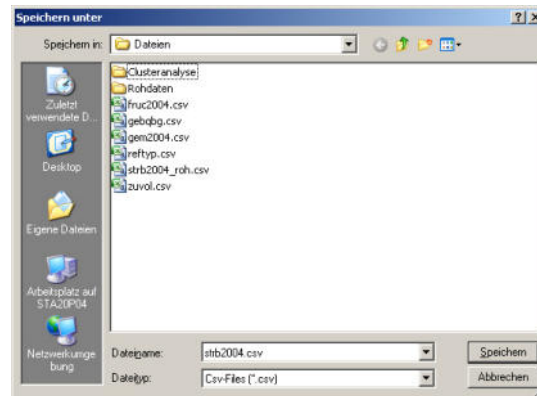 Speichern unter
Speichern in:
Dateien
Zuletzt
verwendete D...
Desktop
Eigene Dateien
Arbeitsplatz auf
STA20P04
Netzwerkumge
bung
Clusteranalyse
Rohdaten
fruc2004.csv
gebqbg.csv
gem2004.csv
reftyp.csv
strb2004_roh.csv
zuvol.csv
Dateiname:
strb2004.csv
Speichern
Dateityp:
Csv-Files (*.csv)
Abbrechen